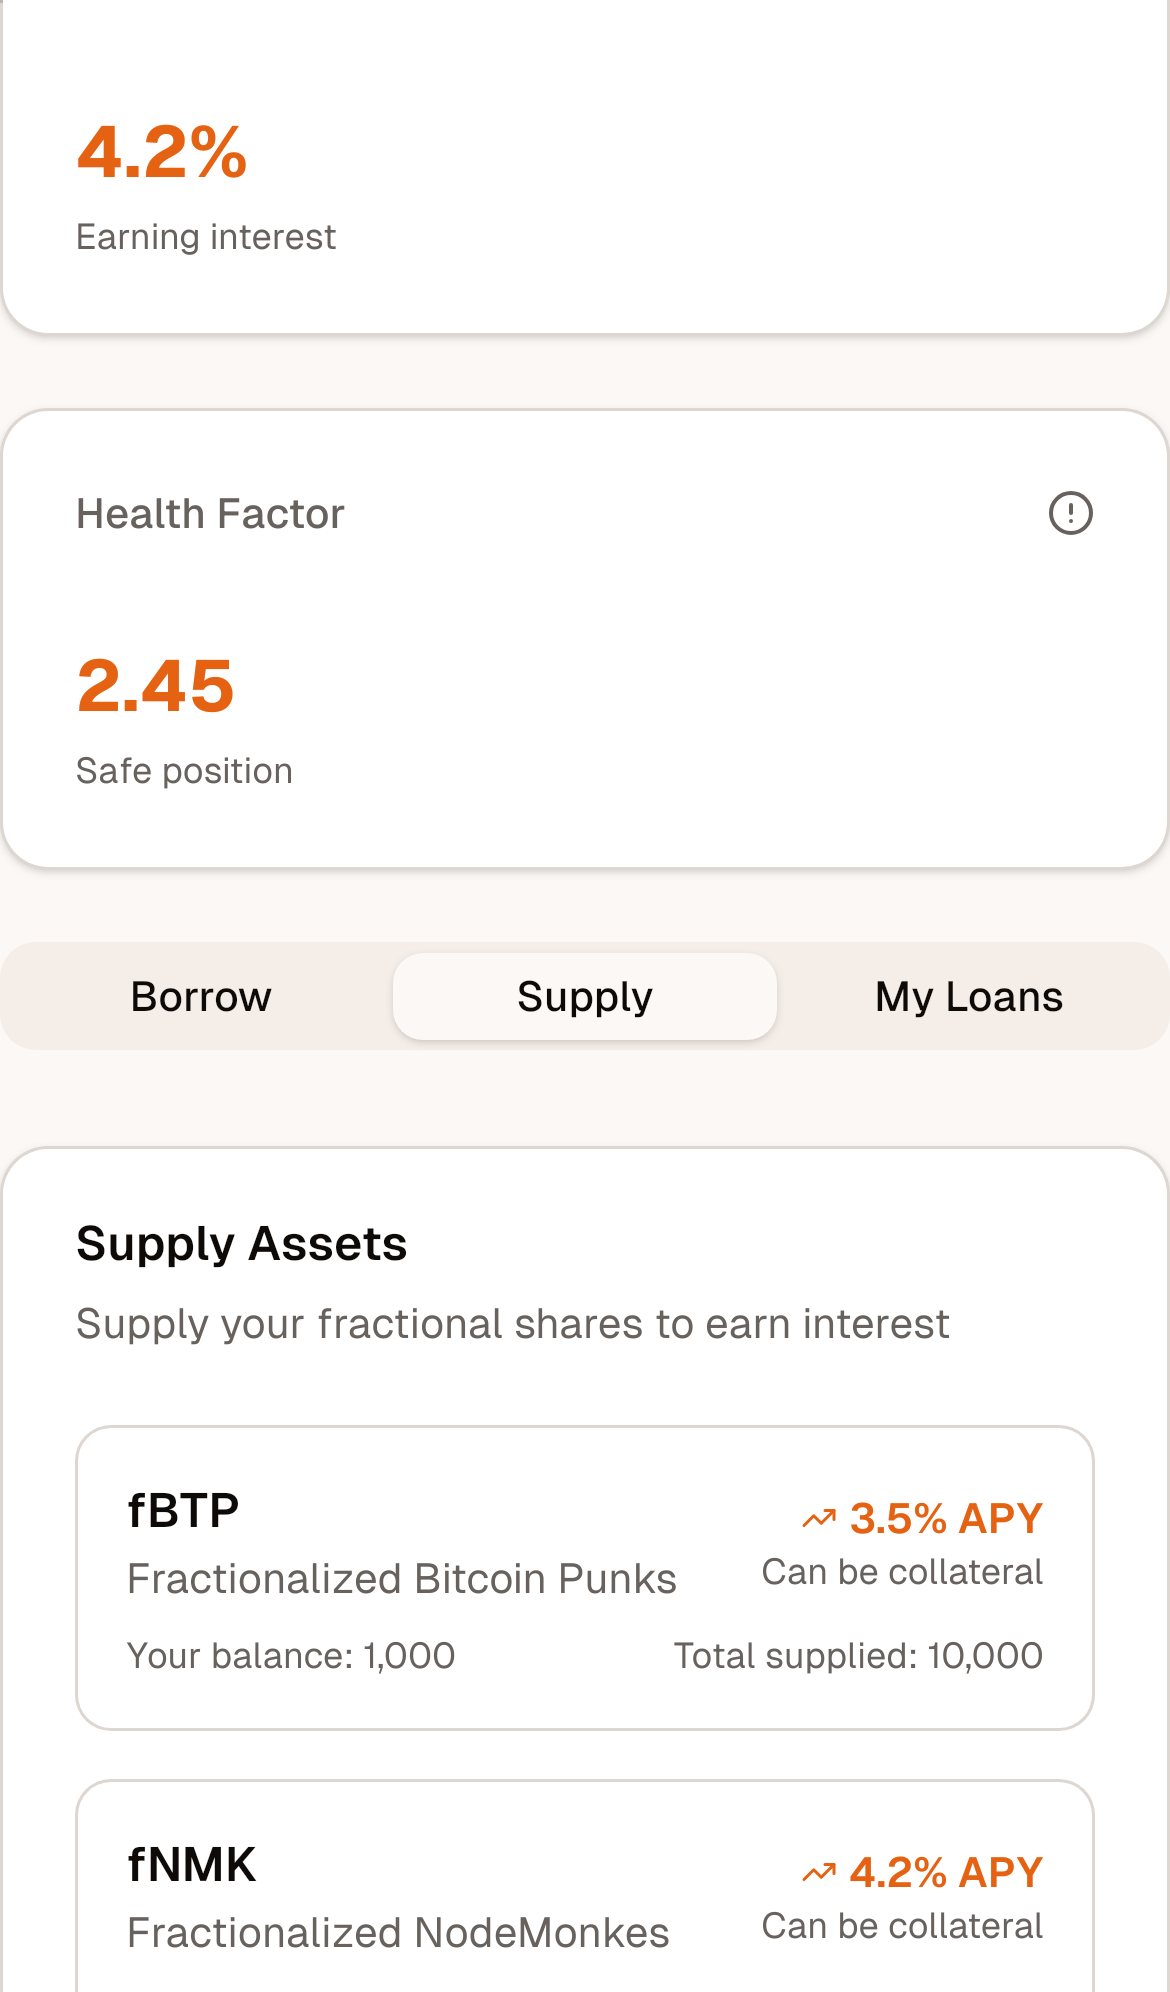 4.2%
Earning interest
Health Factor
2.45
Safe position
Borrow
Supply
My Loans
Supply Assets
Supply your fractional shares to earn interest
fBTP
3.5% APY
Fractionalized Bitcoin Punks
Can be collateral
Your balance: 1,000
Total supplied: 10,000
fNMK
4.2% APY
Fractionalized NodeMonkes
Can be collateral